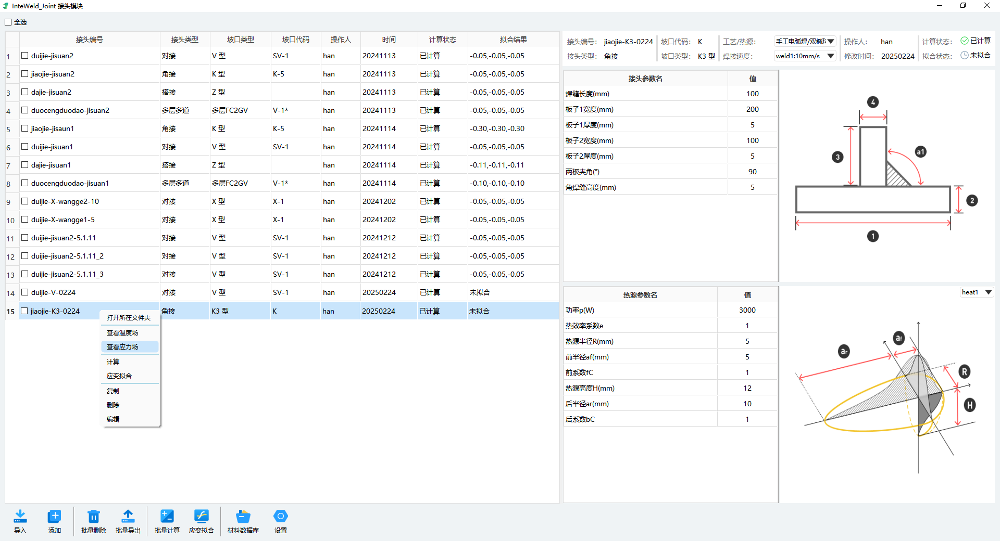 InteWeld_Joint 接头模块
全选
接头编号 接头类型 坡口类型 坡口代码 操作人 时间 计算状态 拟合结果
1 duijie-jisuan2 对接 V 型 SV-1 han 20241113 已计算 -0.05,-0.05,-0.05
2 jiaojie-jisuan2 角接 K 型 K-5 han 20241113 已计算 -0.05,-0.05,-0.05
3 dajie-jisuan2 搭接 Z 型 han 20241113 已计算 -0.05,-0.05,-0.05
4 duocengduodao-jisuan2 多层多道 多层FC2GV V-1* han 20241113 已计算 -0.05,-0.05,-0.05
5 jiaojie-jisaun1 角接 K 型 K-5 han 20241114 已计算 -0.30,-0.30,-0.30
6 duijie-jisuan1 对接 V 型 SV-1 han 20241114 已计算 -0.05,-0.05,-0.05
7 dajie-jisuan1 搭接 Z 型 han 20241114 已计算 -0.11,-0.11,-0.11
8 duocengduodao-jisuan1 多层多道 多层FC2GV V-1* han 20241114 已计算 -0.10,-0.10,-0.10
9 duijie-X-wangge2-10 对接 X 型 X-1 han 20241202 已计算 -0.05,-0.05,-0.05
10 duijie-X-wangge1-5 对接 X 型 X-1 han 20241202 已计算 -0.05,-0.05,-0.05
11 duijie-jisuan2-5.1.11 对接 V 型 SV-1 han 20241212 已计算 -0.05,-0.05,-0.05
12 duijie-jisuan2-5.1.11_2 对接 V 型 SV-1 han 20241212 已计算 -0.05,-0.05,-0.05
13 duijie-jisuan2-5.1.11_3 对接 V 型 SV-1 han 20241212 已计算 -0.05,-0.05,-0.05
14 duijie-V-0224 对接 V 型 SV-1 han 20250224 已计算 未拟合
15 jiaojie-K3-0224 角接 K3 型 K han 20250224 已计算 未拟合
打开所在文件夹
查看温度场
查看应力场
计算
应变拟合
复制
删除
编辑
导入 添加 批量删除 批量导出 批量计算 应变拟合 材料数据库 设置
接头编号: jiaojie-K3-0224 坡口代码: K 工艺/热源: 手工电弧焊/双椭 操作人: han 计算状态: 已计算
接头类型: 角接 坡口类型: K3 型 焊接速度: weld1:10mm/s 修改时间: 20250224 拟合状态: 未拟合
接头参数名 值
焊缝长度(mm) 100
板子1宽度(mm) 200
板子1厚度(mm) 5
板子2宽度(mm) 100
板子2厚度(mm) 5
两板夹角(°) 90
角焊缝高度(mm) 5
4
a1
3
2
1
热源参数名 值
功率p(W) 3000
热效率系数e 1
热源半径R(mm) 5
前半径af(mm) 5
前系数fC 1
热源高度H(mm) 12
后半径ar(mm) 10
后系数bC 1
heat1
af
ar
R
H